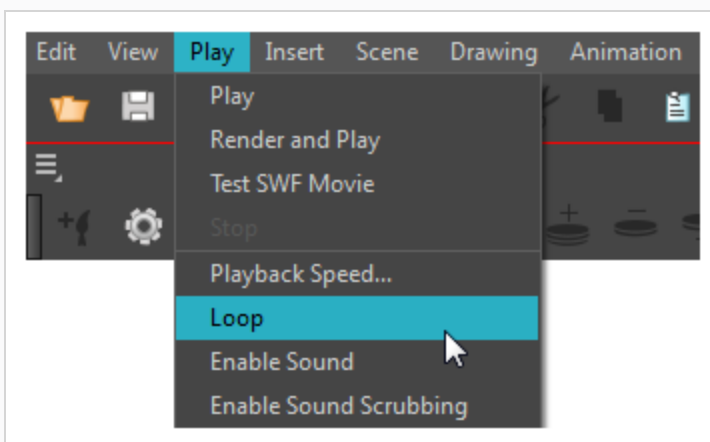 Edit View Play Insert Scene Drawing Animation
Play
Render and Play
Test SWF Movie
Stop
Playback Speed...
Loop
Enable Sound
Enable Sound Scrubbing